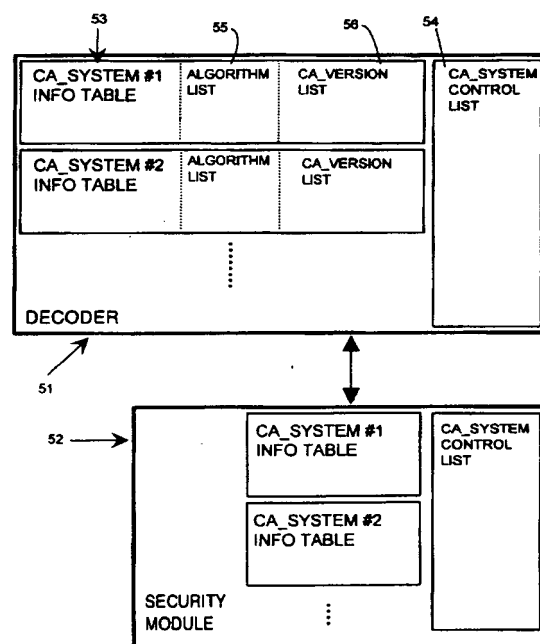 53
55
56
54
CA_SYSTEM #1
INFO TABLE
ALGORITHM
LIST
CA_VERSION
LIST
CA_SYSTEM
CONTROL
LIST
CA_SYSTEM #2
INFO TABLE
ALGORITHM
LIST
CA_VERSION
LIST
DECODER
51
52
CA_SYSTEM #1
INFO TABLE
CA_SYSTEM
CONTROL
LIST
CA_SYSTEM #2
INFO TABLE
SECURITY
MODULE